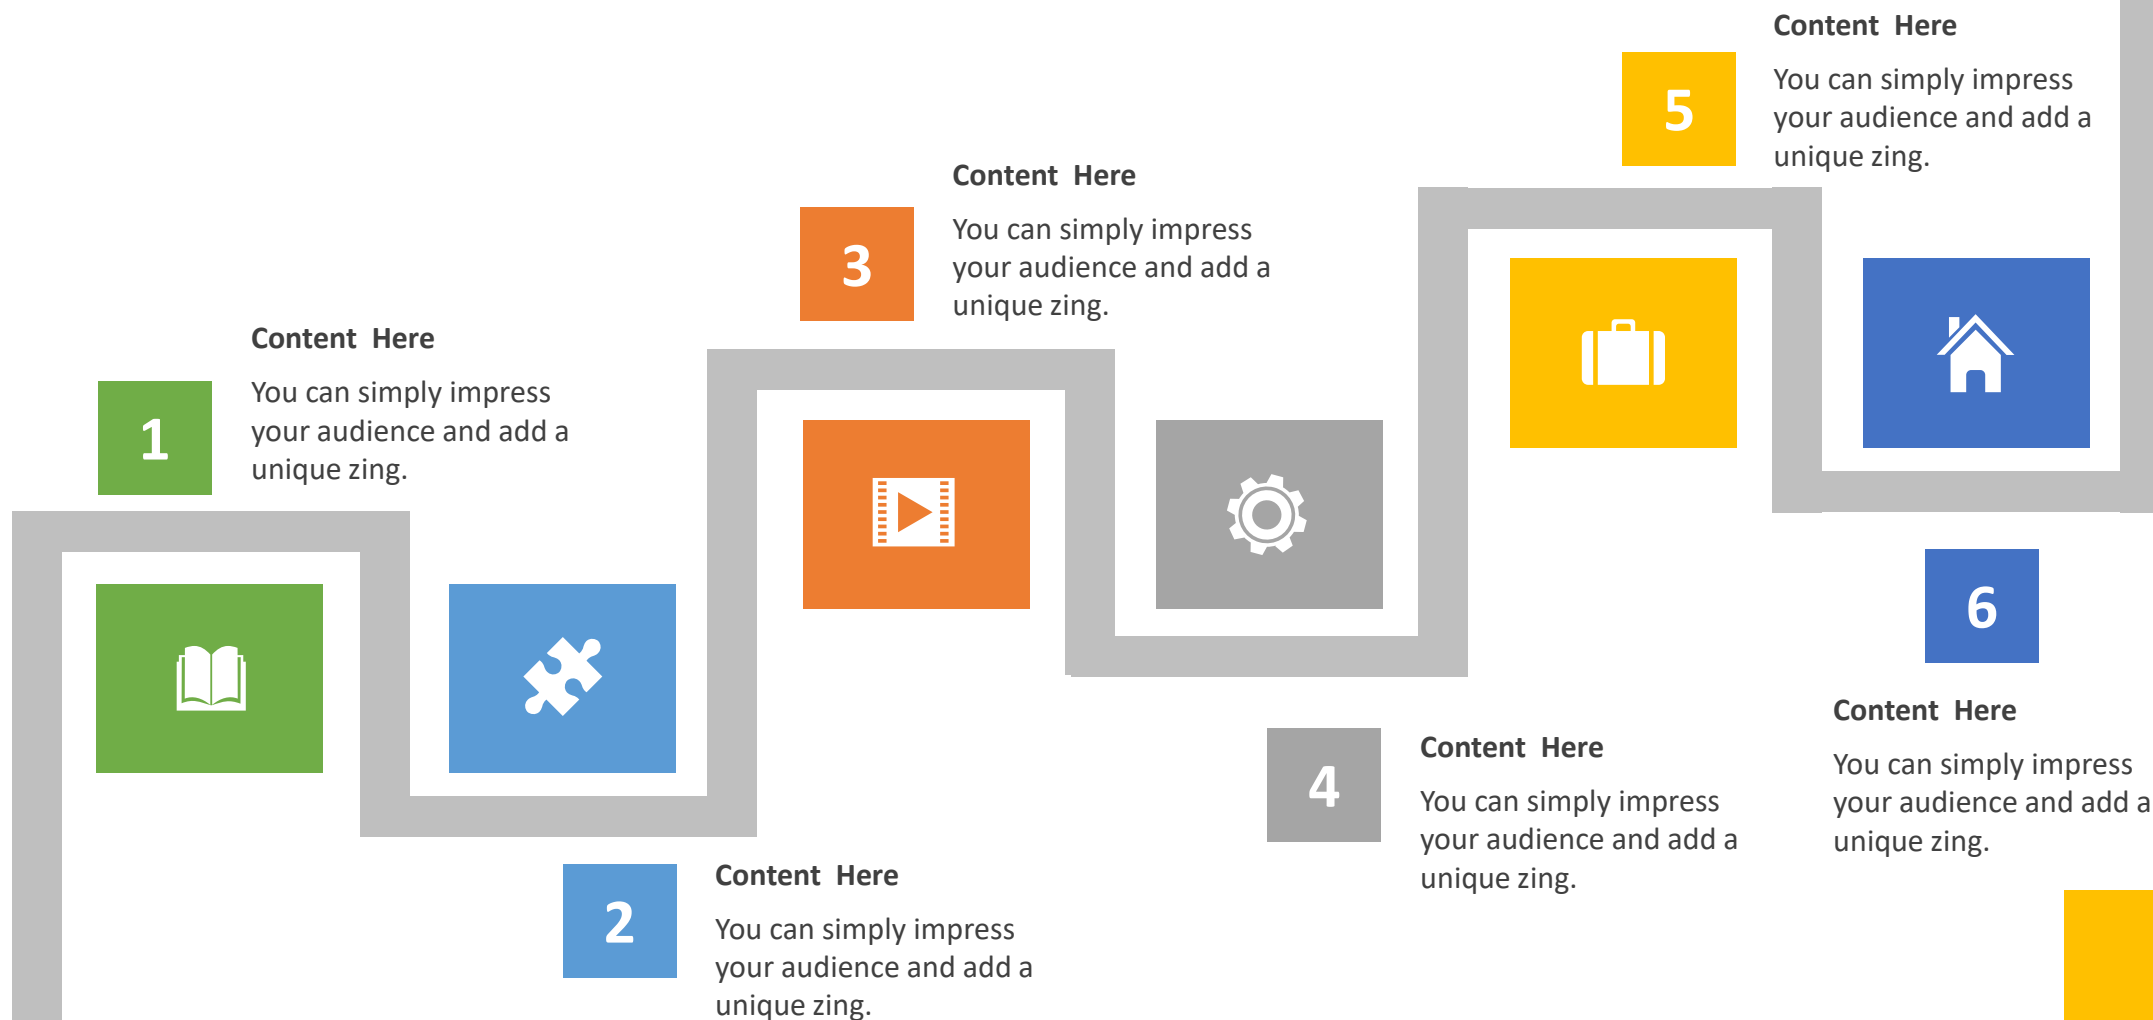 1
Content  Here
You can simply impress
your audience and add a
unique zing.
2
Content  Here
You can simply impress
your audience and add a
unique zing.
3
Content  Here
You can simply impress
your audience and add a
unique zing.
4
Content  Here
You can simply impress
your audience and add a
unique zing.
5
Content  Here
You can simply impress
your audience and add a
unique zing.
6
Content  Here
You can simply impress
your audience and add a
unique zing.